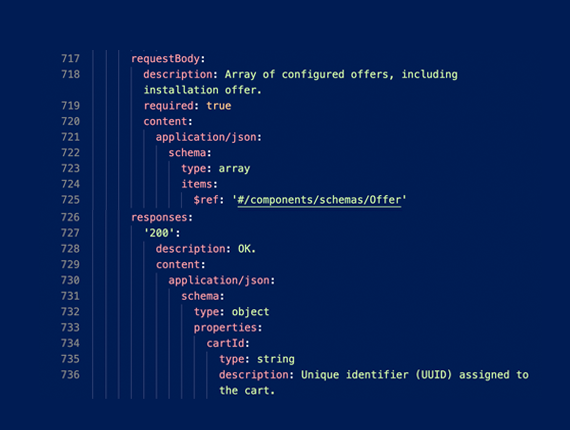 717 requestBody:
718 description: Array of configured offers, including
installation offer.
719 required: true
720 content:
721 application/json:
722 schema:
723 type: array
724 items:
725 $ref: '#/components/schemas/Offer'
726 responses:
727 '200':
728 description: OK.
729 content:
730 application/json:
731 schema:
732 type: object
733 properties:
734 cartId:
735 type: string
736 description: Unique identifier (UUID) assigned to
the cart.